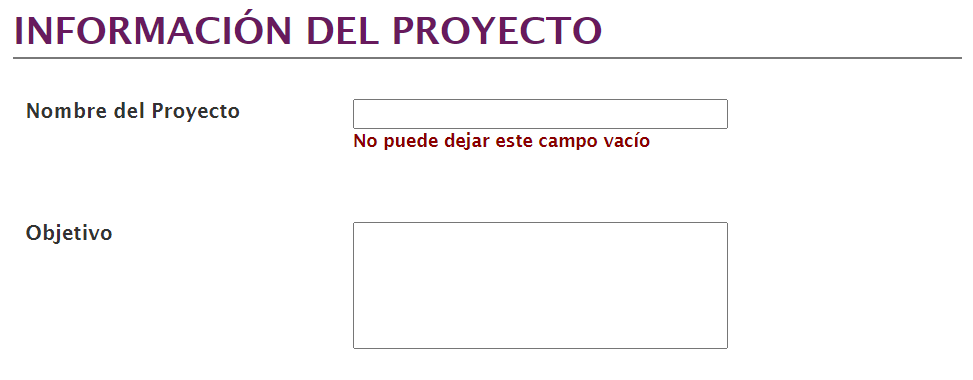 INFORMACIÓN DEL PROYECTO
Nombre del Proyecto
No puede dejar este campo vacío
Objetivo